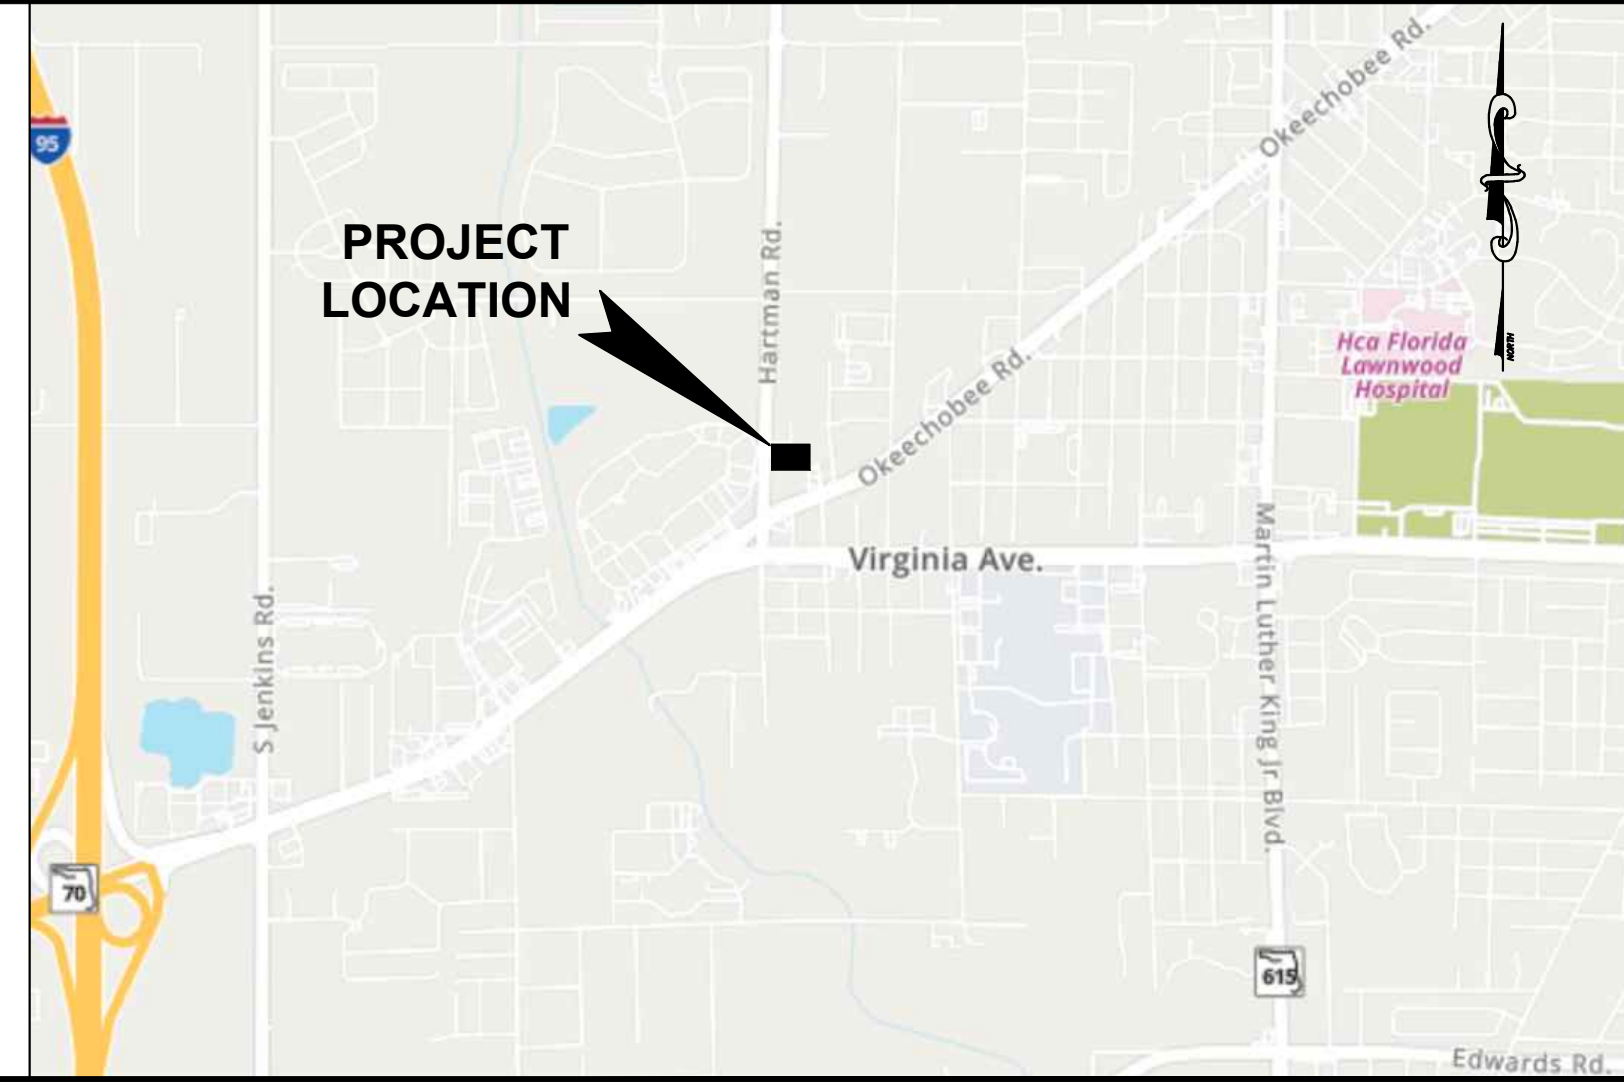 Okeechobee Rd.
95
PROJECT
LOCATION
Hartman Rd.
NORTH
Hca Florida
Lawnwood
Hospital
Okeechobee Rd.
Virginia Ave.
Martin Luther King Jr Blvd.
S Jenkins Rd.
70
615
Edwards Rd.